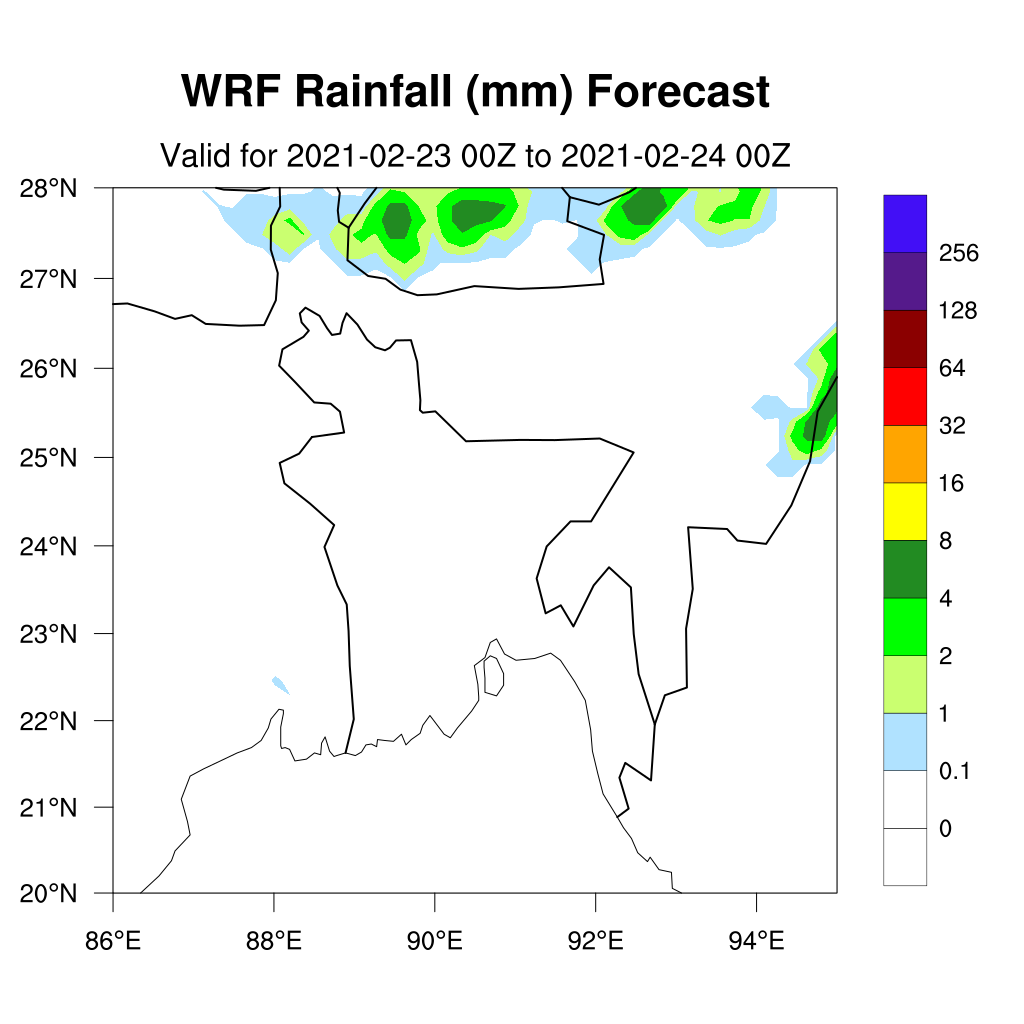 WRF Rainfall (mm) Forecast
Valid for 2021-02-23 00Z to 2021-02-24 00Z
28°N
27°N
26°N
25°N
24°N
23°N
22°N
21°N
20°N
86°E 88°E 90°E 92°E 94°E
256
128
64
32
16
8
4
2
1
0.1
0